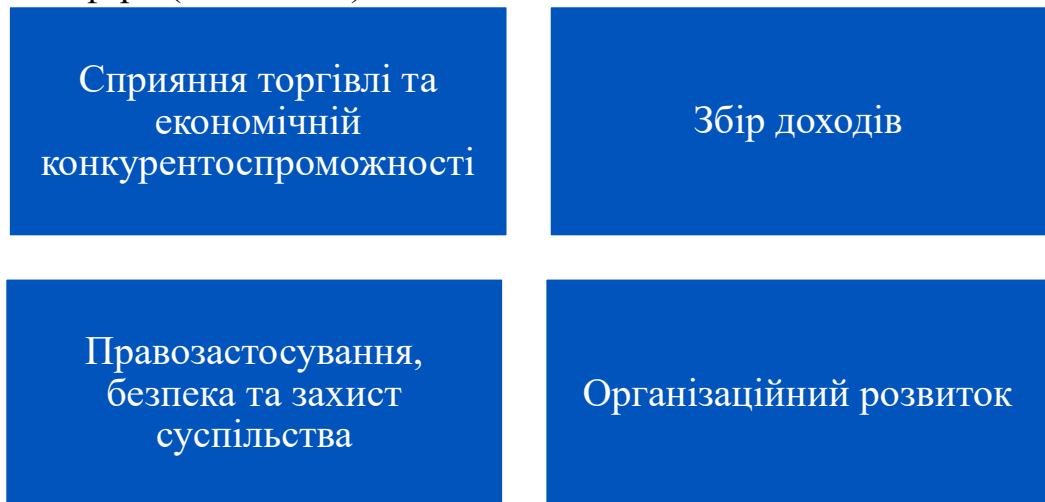 Сприяння торгівлі та
економічній
конкурентоспроможності
Збір доходів
Правозастосування,
безпека та захист
суспільства
Організаційний розвиток